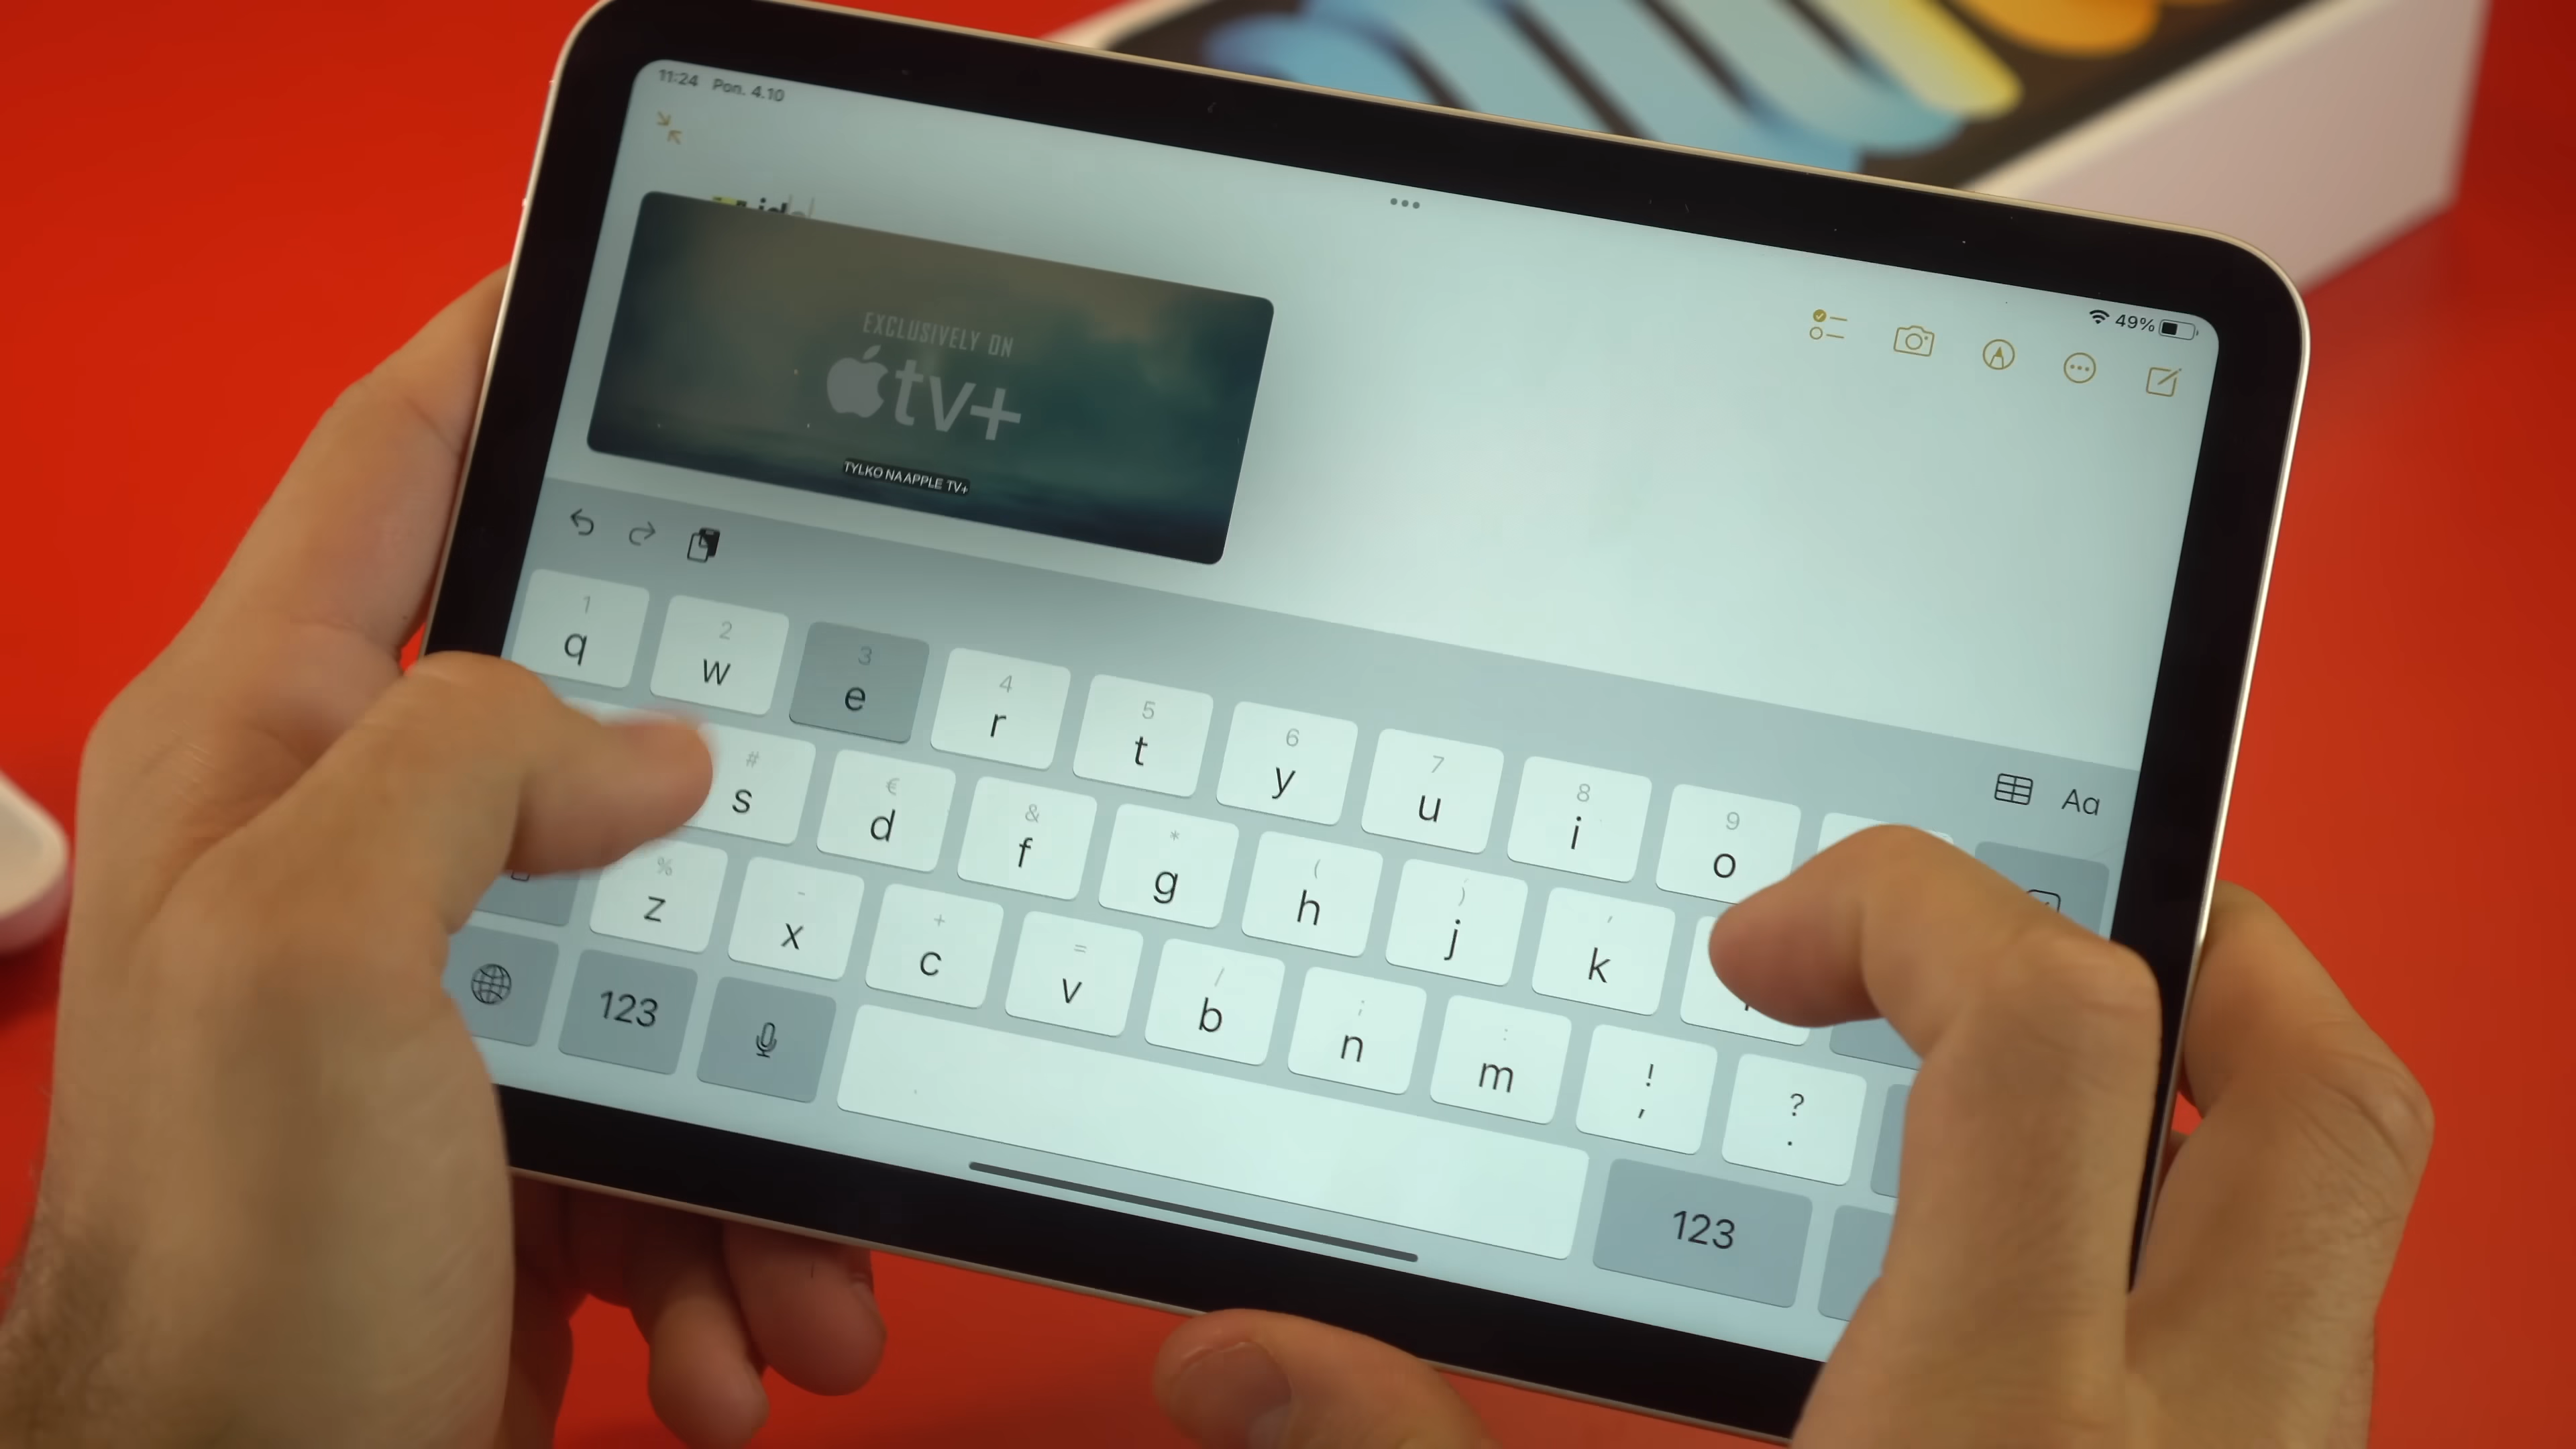 11:24 Pon. 4.10
49%
EXCLUSIVELY ON
tv+
TYLKO NA APPLE TV+
Aa
1 2 3 4 5 6 7 8 9
q w e r t y u i o
# € & * ( ) '
s d f g h j k
% - + = / ; : ! ?
z x c v b n m , .
123 123